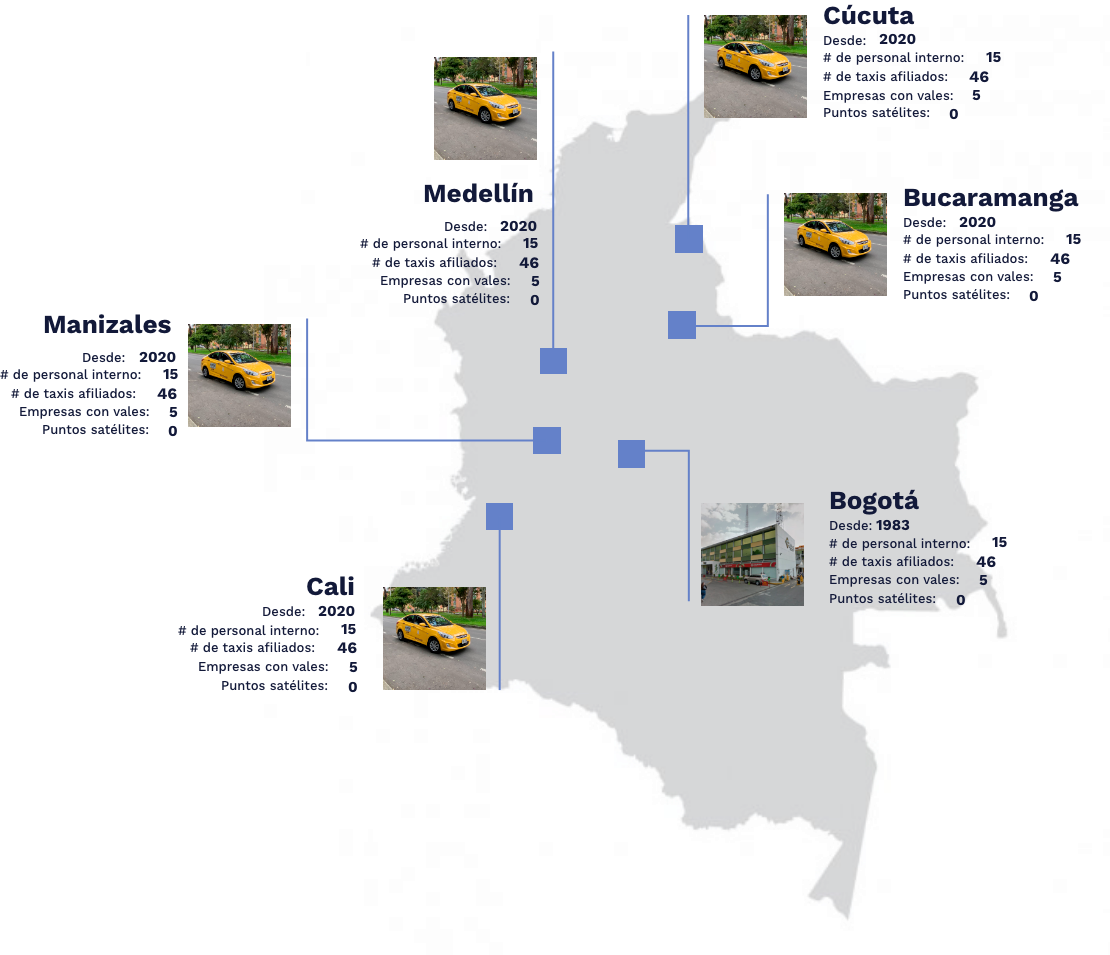 Cúcuta
Desde: 2020
# de personal interno: 15
# de taxis afiliados: 46
Empresas con vales: 5
Puntos satélites: 0
Medellín
Desde: 2020
# de personal interno: 15
# de taxis afiliados: 46
Empresas con vales: 5
Puntos satélites: 0
Bucaramanga
Desde: 2020
# de personal interno: 15
# de taxis afiliados: 46
Empresas con vales: 5
Puntos satélites: 0
Manizales
Desde: 2020
# de personal interno: 15
# de taxis afiliados: 46
Empresas con vales: 5
Puntos satélites: 0
Bogotá
Desde: 1983
# de personal interno: 15
# de taxis afiliados: 46
Empresas con vales: 5
Puntos satélites: 0
Cali
Desde: 2020
# de personal interno: 15
# de taxis afiliados: 46
Empresas con vales: 5
Puntos satélites: 0